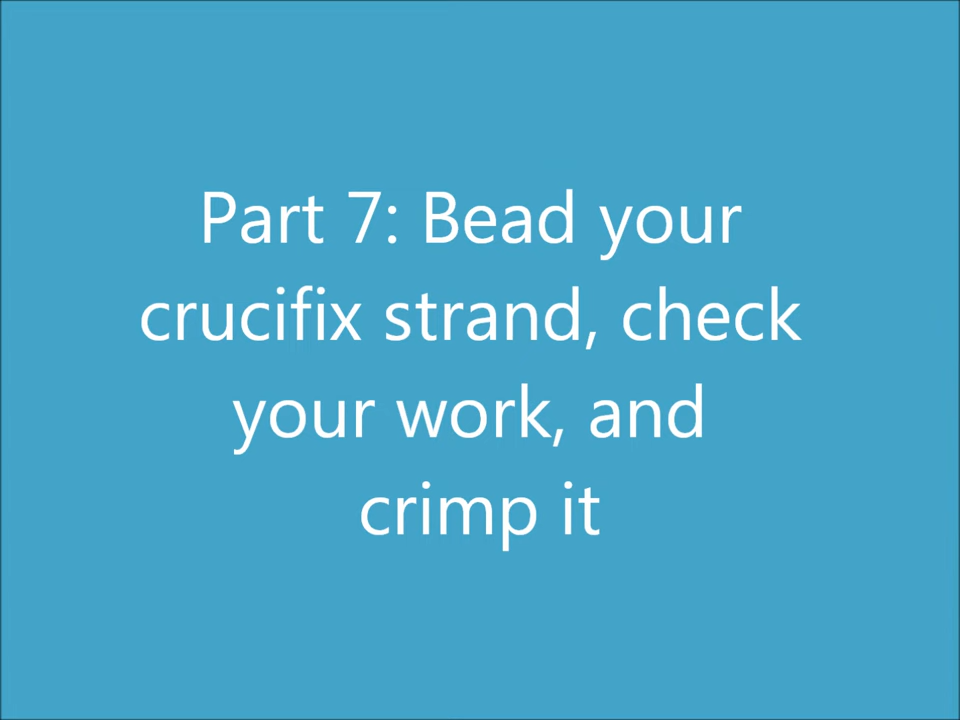 Part 7: Bead your
crucifix strand, check
your work, and
crimp it